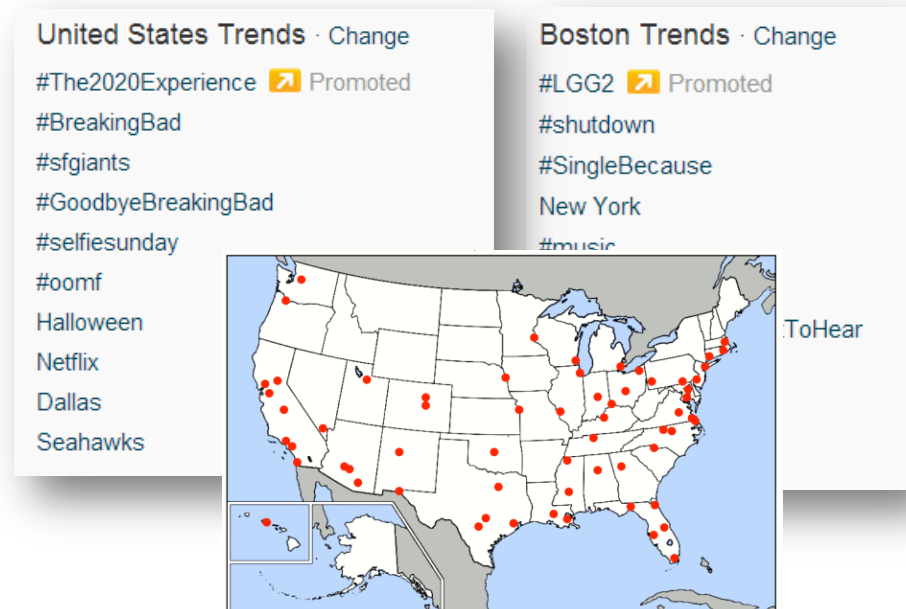 United States Trends · Change
#The2020Experience Promoted
#BreakingBad
#sfgiants
#GoodbyeBreakingBad
#selfiesunday
#oomf
Halloween
Netflix
Dallas
Seahawks
Boston Trends · Change
#LGG2 Promoted
#shutdown
#SingleBecause
New York
#music
ToHear